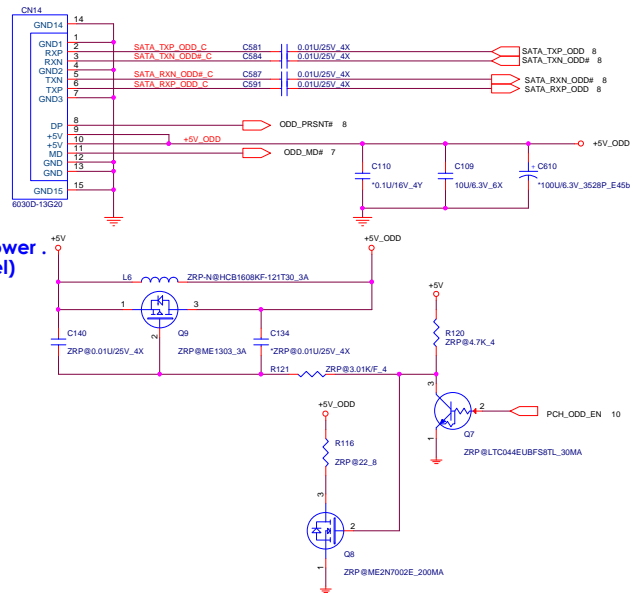 CN14
GND14 14
GND1 1
RXP 2 SATA_TXP_ODD_C C581 0.01U/25V_4X SATA_TXP_ODD 8
RXN 3 SATA_TXN_ODD#_C C584 0.01U/25V_4X SATA_TXN_ODD# 8
GND2 4
TXN 5 SATA_RXN_ODD#_C C587 0.01U/25V_4X SATA_RXN_ODD# 8
TXP 6 SATA_RXP_ODD_C C591 0.01U/25V_4X SATA_RXP_ODD 8
GND3 7
DP 8 ODD_PRSNT# 8
+5V 9
+5V 10 +5V_ODD +5V_ODD
MD 11 ODD_MD# 7
GND 12
GND 13
GND15 15
6030D-13G20
C110 C109 + C610
*0.1U/16V_4Y 10U/6.3V_6X *100U/6.3V_3528P_E45b
ower .
el)
+5V +5V_ODD
L6 ZRP-N@HCB1608KF-121T30_3A
1 3
2
C140 Q9 C134
ZRP@0.01U/25V_4X ZRP@ME1303_3A *ZRP@0.01U/25V_4X
+5V
R120
ZRP@4.7K_4
R121 ZRP@3.01K/F_4
3
2 PCH_ODD_EN 10
1
Q7
ZRP@LTC044EUBFS8TL_30MA
+5V_ODD
R116
ZRP@22_8
3
2
1
Q8
ZRP@ME2N7002E_200MA